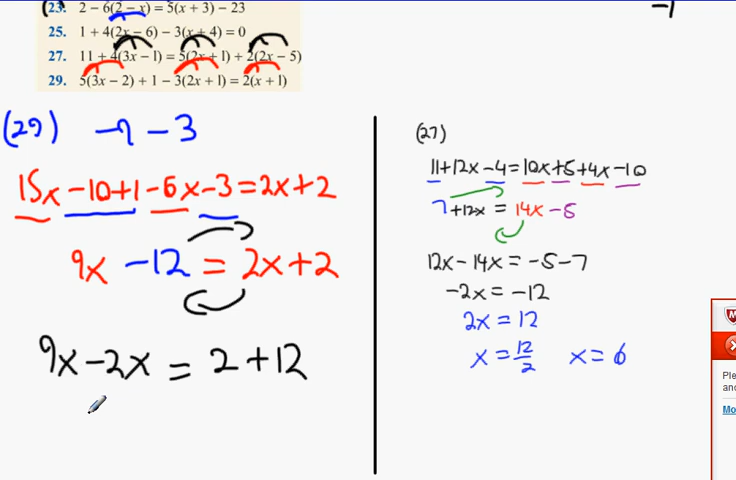 (23. 2 − 6(2 − x) = 5(x + 3) − 23
25. 1 + 4(2x − 6) − 3(x + 4) = 0
27. 11 + 4(3x − 1) = 5(2x + 1) + 2(2x − 5)
29. 5(3x − 2) + 1 − 3(2x + 1) = 2(x + 1)
(29) −9 − 3
15x − 10 + 1 − 6x − 3 = 2x + 2
9x − 12 = 2x + 2
9x − 2x = 2 + 12
(27)
11 + 12x − 4 = 10x + 5 + 4x − 10
7 + 12x = 14x − 5
12x − 14x = −5 − 7
−2x = −12
2x = 12
x = 12/2 x = 6
Ple
and
Mo